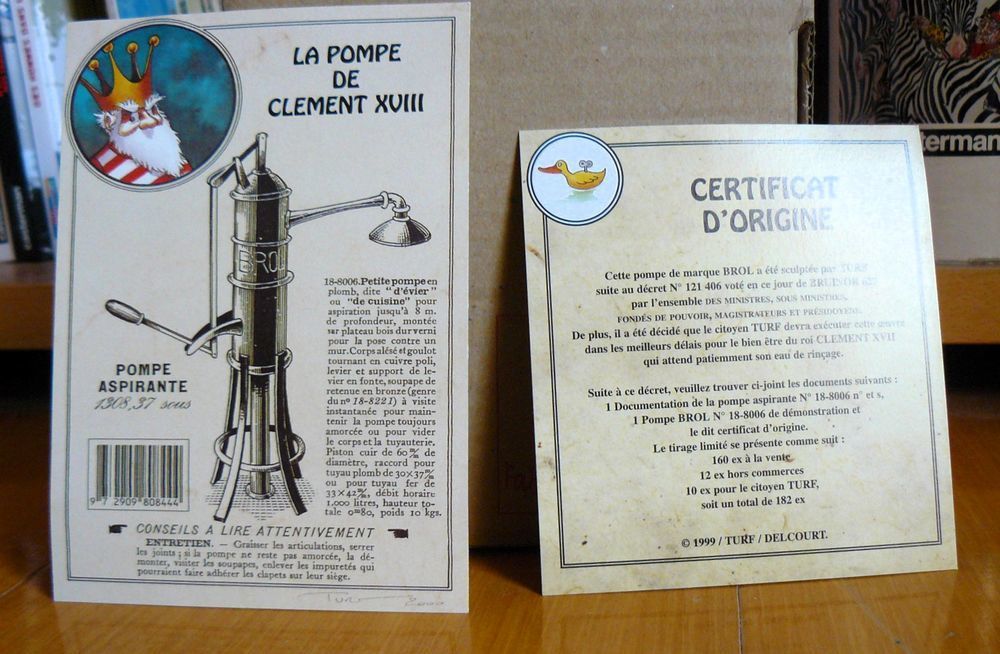 LA POMPE
DE
CLEMENT XVIII
BROL
18-8006. Petite pompe en
plomb, dite "d'évier"
ou "de cuisine" pour
aspiration jusqu'à 8 m.
de profondeur, montée
sur plateau bois dur verni
pour la pose contre un
mur. Corps alésé et goulot
tournant en cuivre poli,
levier et support de le-
vier en fonte, soupape de
retenue en bronze (genre
du nº 18-8221) à visite
instantanée pour main-
tenir la pompe toujours
amorcée ou pour vider
le corps et la tuyauterie.
Piston cuir de 60 m/m de
diamètre, raccord pour
tuyau plomb de 30×37 m/m
ou pour tuyau fer de
33×42 m/m, débit horaire
1.000 litres, hauteur to-
tale 0m80, poids 10 kgs.
POMPE
ASPIRANTE
1308,37 sous
9 772909 808444
CONSEILS A LIRE ATTENTIVEMENT
ENTRETIEN. — Graisser les articulations, serrer
les joints ; si la pompe ne reste pas amorcée, la dé-
monter, visiter les soupapes, enlever les impuretés qui
pourraient faire adhérer les clapets sur leur siège.
TURF 2000
CERTIFICAT
D'ORIGINE
Cette pompe de marque BROL a été sculptée par TURF
suite au décret N° 121 406 voté en ce jour de
par l'ensemble DES MINISTRES, SOUS MINISTRES,
FONDÉS DE POUVOIR, MAGISTRATEURS ET PRÉSIDOYENS.
De plus, il a été décidé que le citoyen TURF devra exécuter cette œuvre
dans les meilleurs délais pour le bien être du roi CLEMENT XVII
qui attend patiemment son eau de rinçage.
Suite à ce décret, veuillez trouver ci-joint les documents suivants :
1 Documentation de la pompe aspirante N° 18-8006 n° et s,
1 Pompe BROL N° 18-8006 de démonstration et
le dit certificat d'origine.
Le tirage limité se présente comme suit :
160 ex à la vente
12 ex hors commerces
10 ex pour le citoyen TURF,
soit un total de 182 ex
© 1999 / TURF / DELCOURT.
terman